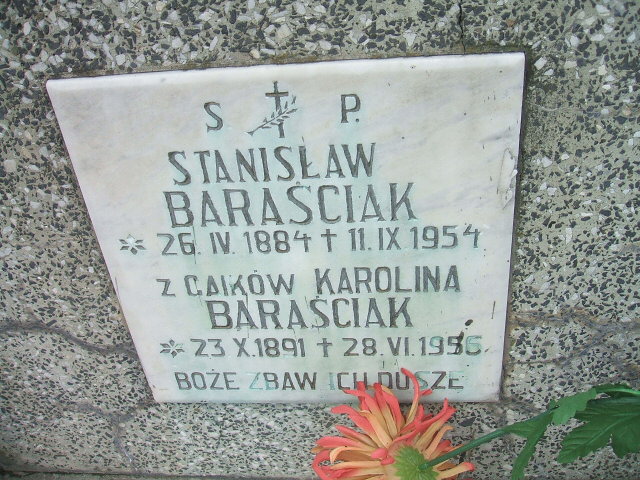 S P.
STANISŁAW
BARAŚCIAK
26. IV. 1884 † 11. IX 1954
Z GAIKÓW KAROLINA
BARAŚCIAK
23 X. 1891 † 28 VI. 1956
BOŻE ZBAW ICH DUSZE